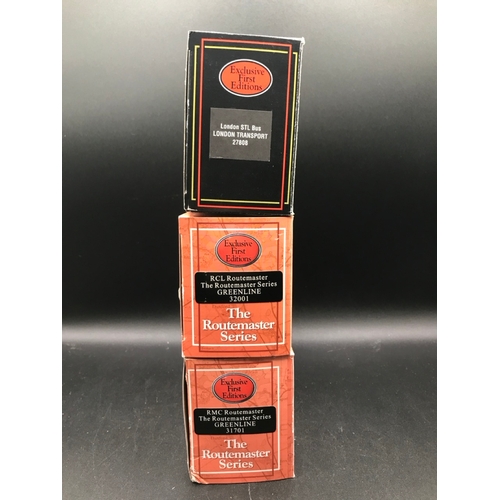 Exclusive
First
Editions
London STL Bus
LONDON TRANSPORT
27808
Exclusive
First
Editions
RCL Routemaster
The Routemaster Series
GREENLINE
32001
The
Routemaster
Series
Exclusive
First
Editions
RMC Routemaster
The Routemaster Series
GREENLINE
31701
The
Routemaster
Series